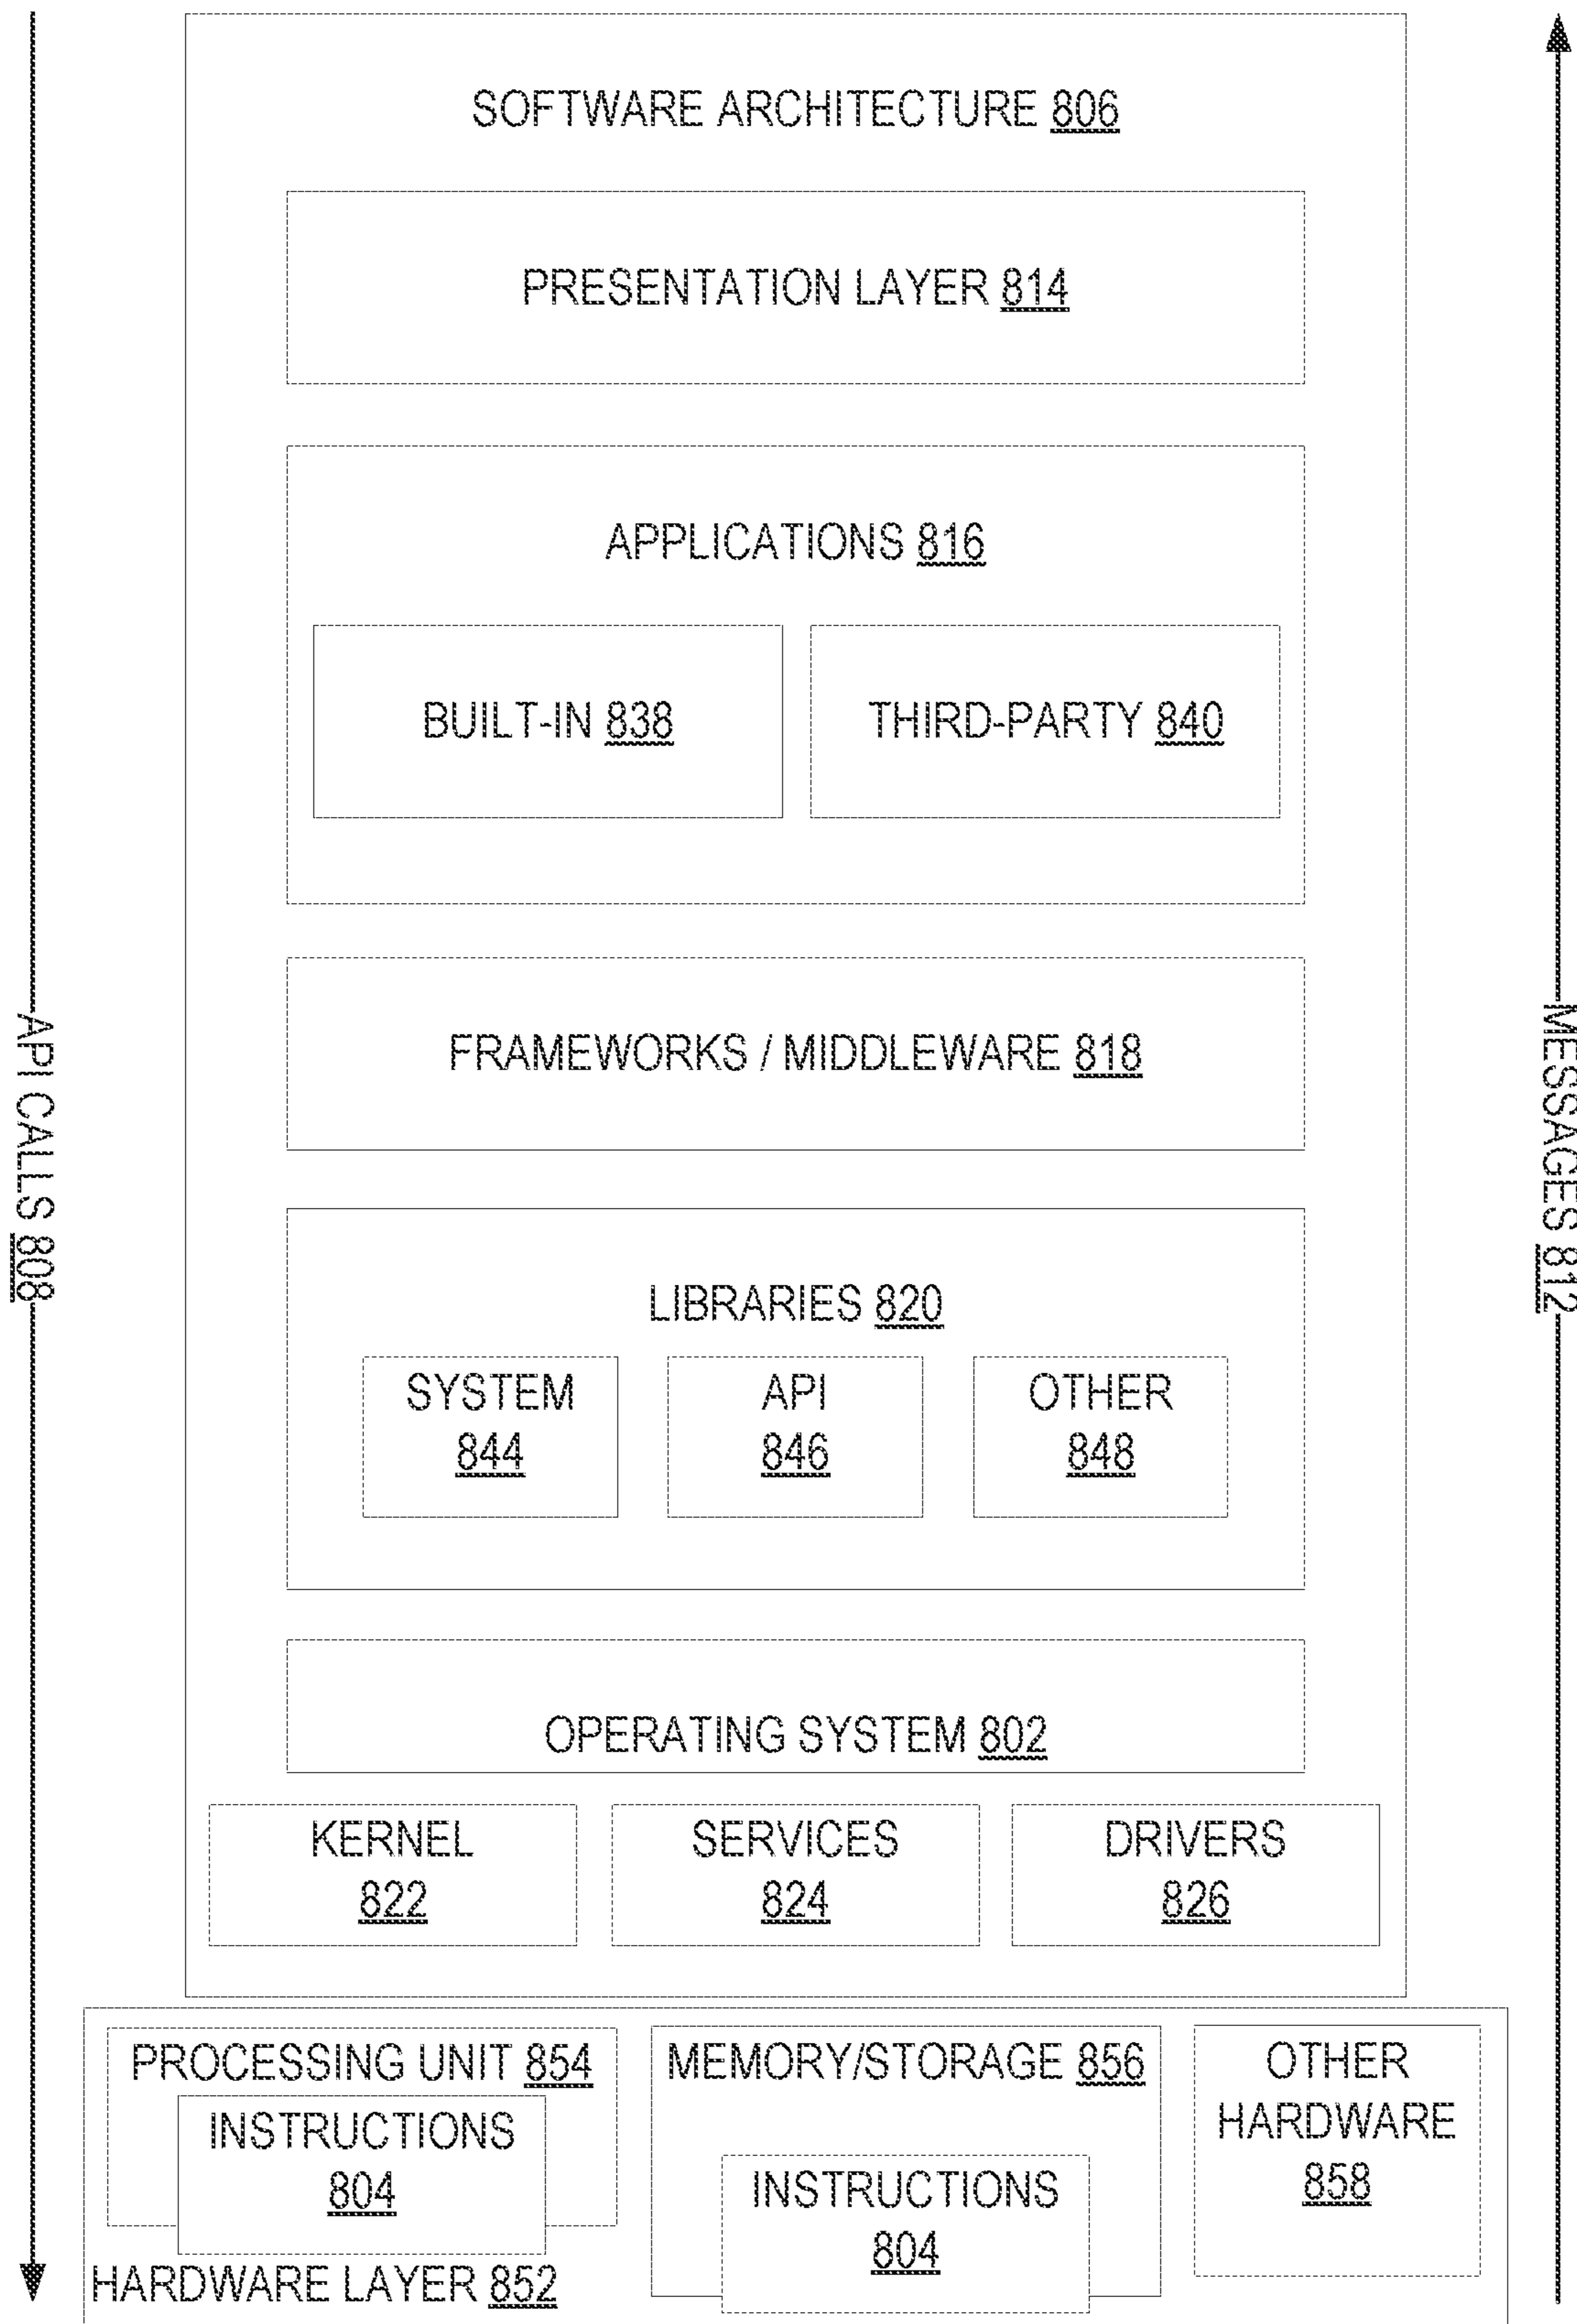 SOFTWARE ARCHITECTURE 806
PRESENTATION LAYER 814
APPLICATIONS 816
BUILT-IN 838
THIRD-PARTY 840
FRAMEWORKS / MIDDLEWARE 818
API CALLS 808
MESSAGES 812
LIBRARIES 820
SYSTEM
844
API
846
OTHER
848
OPERATING SYSTEM 802
KERNEL
822
SERVICES
824
DRIVERS
826
PROCESSING UNIT 854
INSTRUCTIONS
804
MEMORY/STORAGE 856
INSTRUCTIONS
804
OTHER
HARDWARE
858
HARDWARE LAYER 852